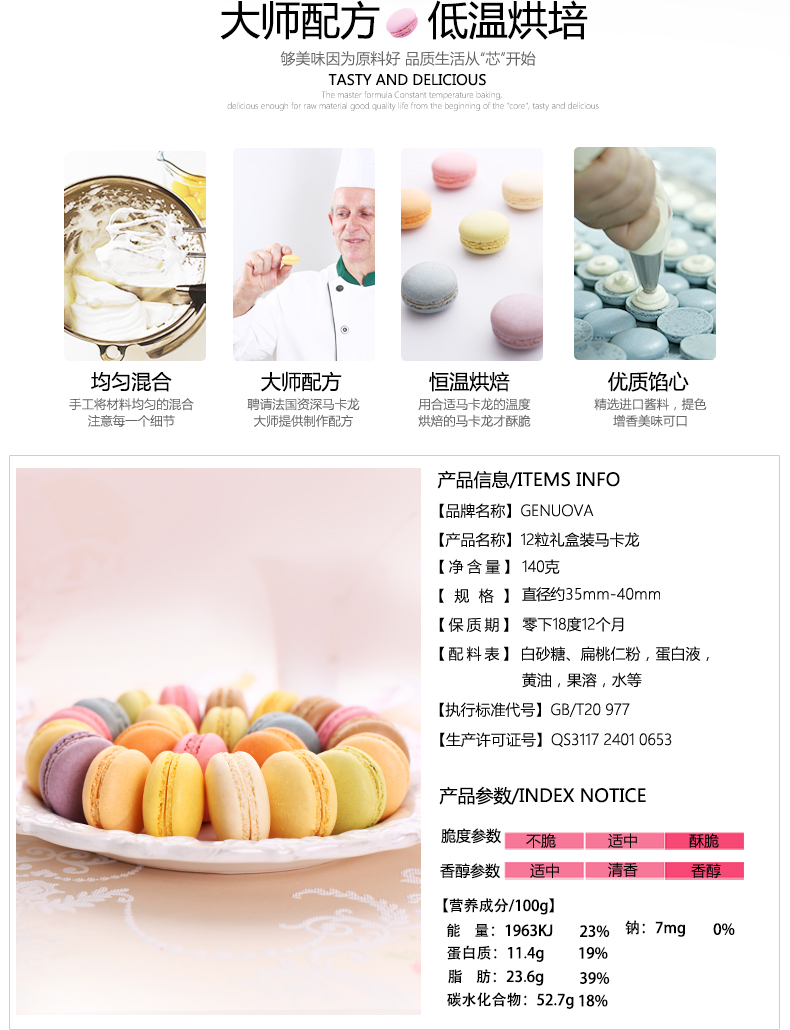 大师配方 低温烘培
够美味因为原料好 品质生活从“芯”开始
TASTY AND DELICIOUS
The master formula Constant temperature baking,
delicious enough for raw material good quality life from the beginning of the "core", tasty and delicious
均匀混合
手工将材料均匀的混合
注意每一个细节
大师配方
聘请法国资深马卡龙
大师提供制作配方
恒温烘焙
用合适马卡龙的温度
烘焙的马卡龙才酥脆
优质馅心
精选进口酱料，提色
增香美味可口
产品信息/ITEMS INFO
【品牌名称】GENUOVA
【产品名称】12粒礼盒装马卡龙
【净含量】 140克
【 规 格 】 直径约35mm-40mm
【保质期】 零下18度12个月
【配料表】 白砂糖、扁桃仁粉，蛋白液，
黄油，果溶，水等
【执行标准代号】GB/T20 977
【生产许可证号】QS3117 2401 0653
产品参数/INDEX NOTICE
脆度参数 不脆 适中 酥脆
香醇参数 适中 清香 香醇
【营养成分/100g】
能 量：1963KJ 23% 钠：7mg 0%
蛋白质：11.4g 19%
脂 肪：23.6g 39%
碳水化合物：52.7g 18%